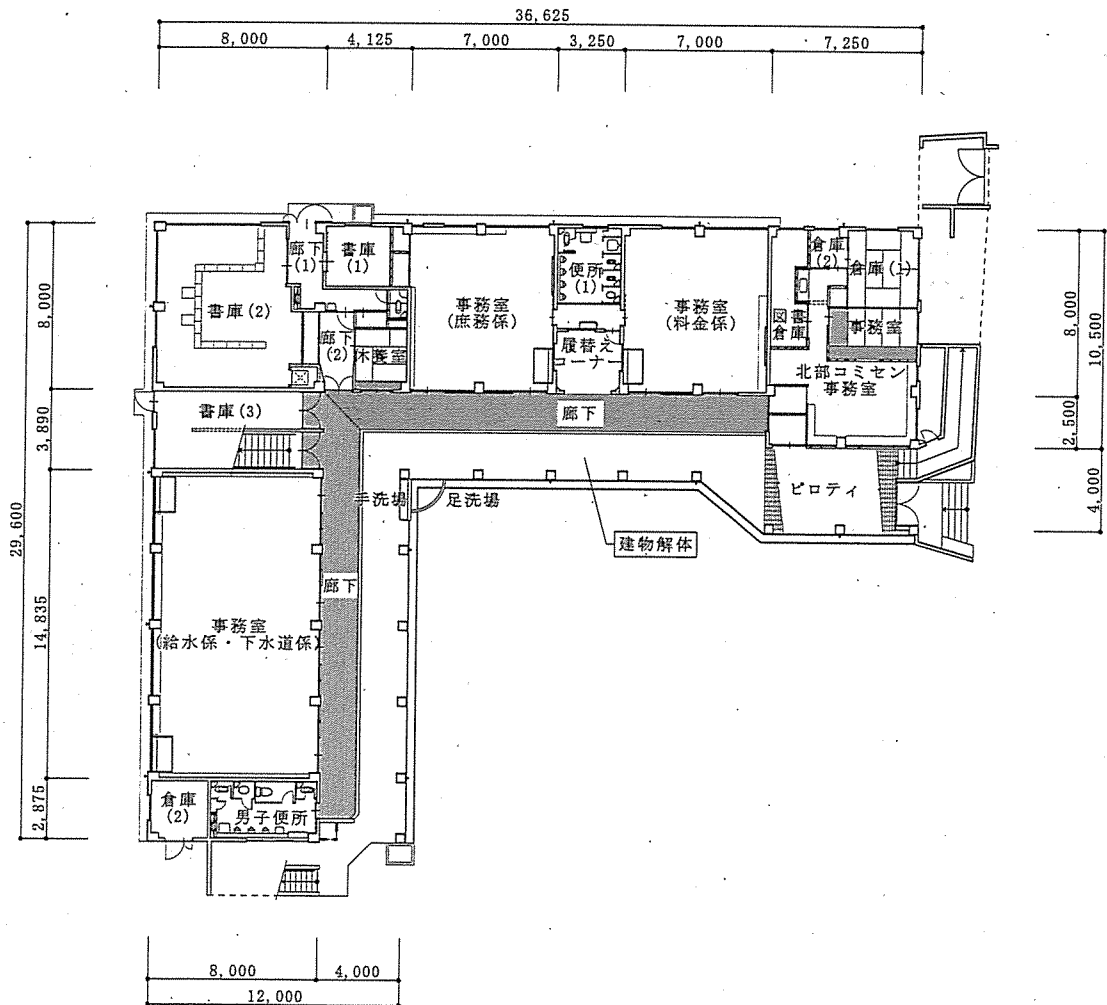 36,625
8,000
4,125
7,000
3,250
7,000
7,250
廊下
(1)
書庫
(1)
書庫(2)
廊下
(2)
休養室
事務室
(庶務係)
便所
(1)
履替え
コーナー
事務室
(料金係)
倉庫
(2)
倉庫(1)
図書
倉庫
事務室
北部コミセン
事務室
書庫(3)
廊下
手洗場
足洗場
ピロティ
建物解体
廊下
事務室
(給水係・下水道係)
倉庫
(2)
男子便所
29,600
8,000
3,890
14,835
2,875
8,000
2,500
10,500
4,000
8,000
4,000
12,000